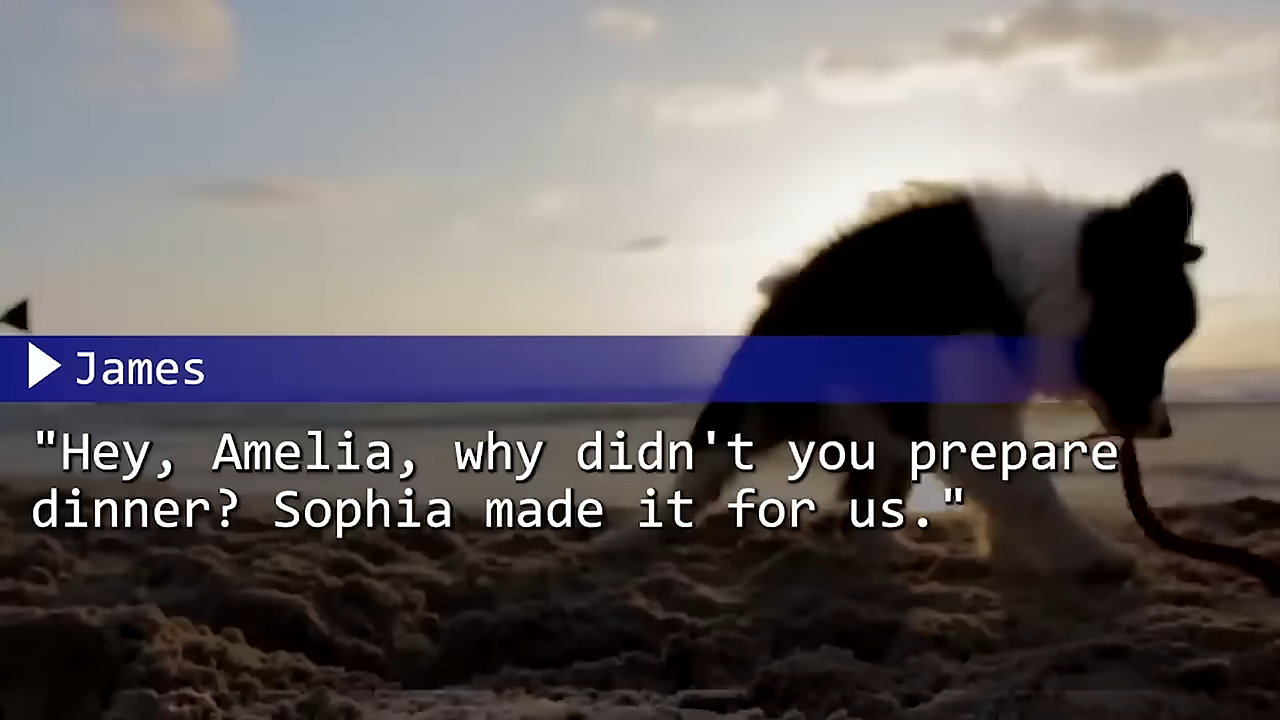 James
"Hey, Amelia, why didn't you prepare
dinner? Sophia made it for us."